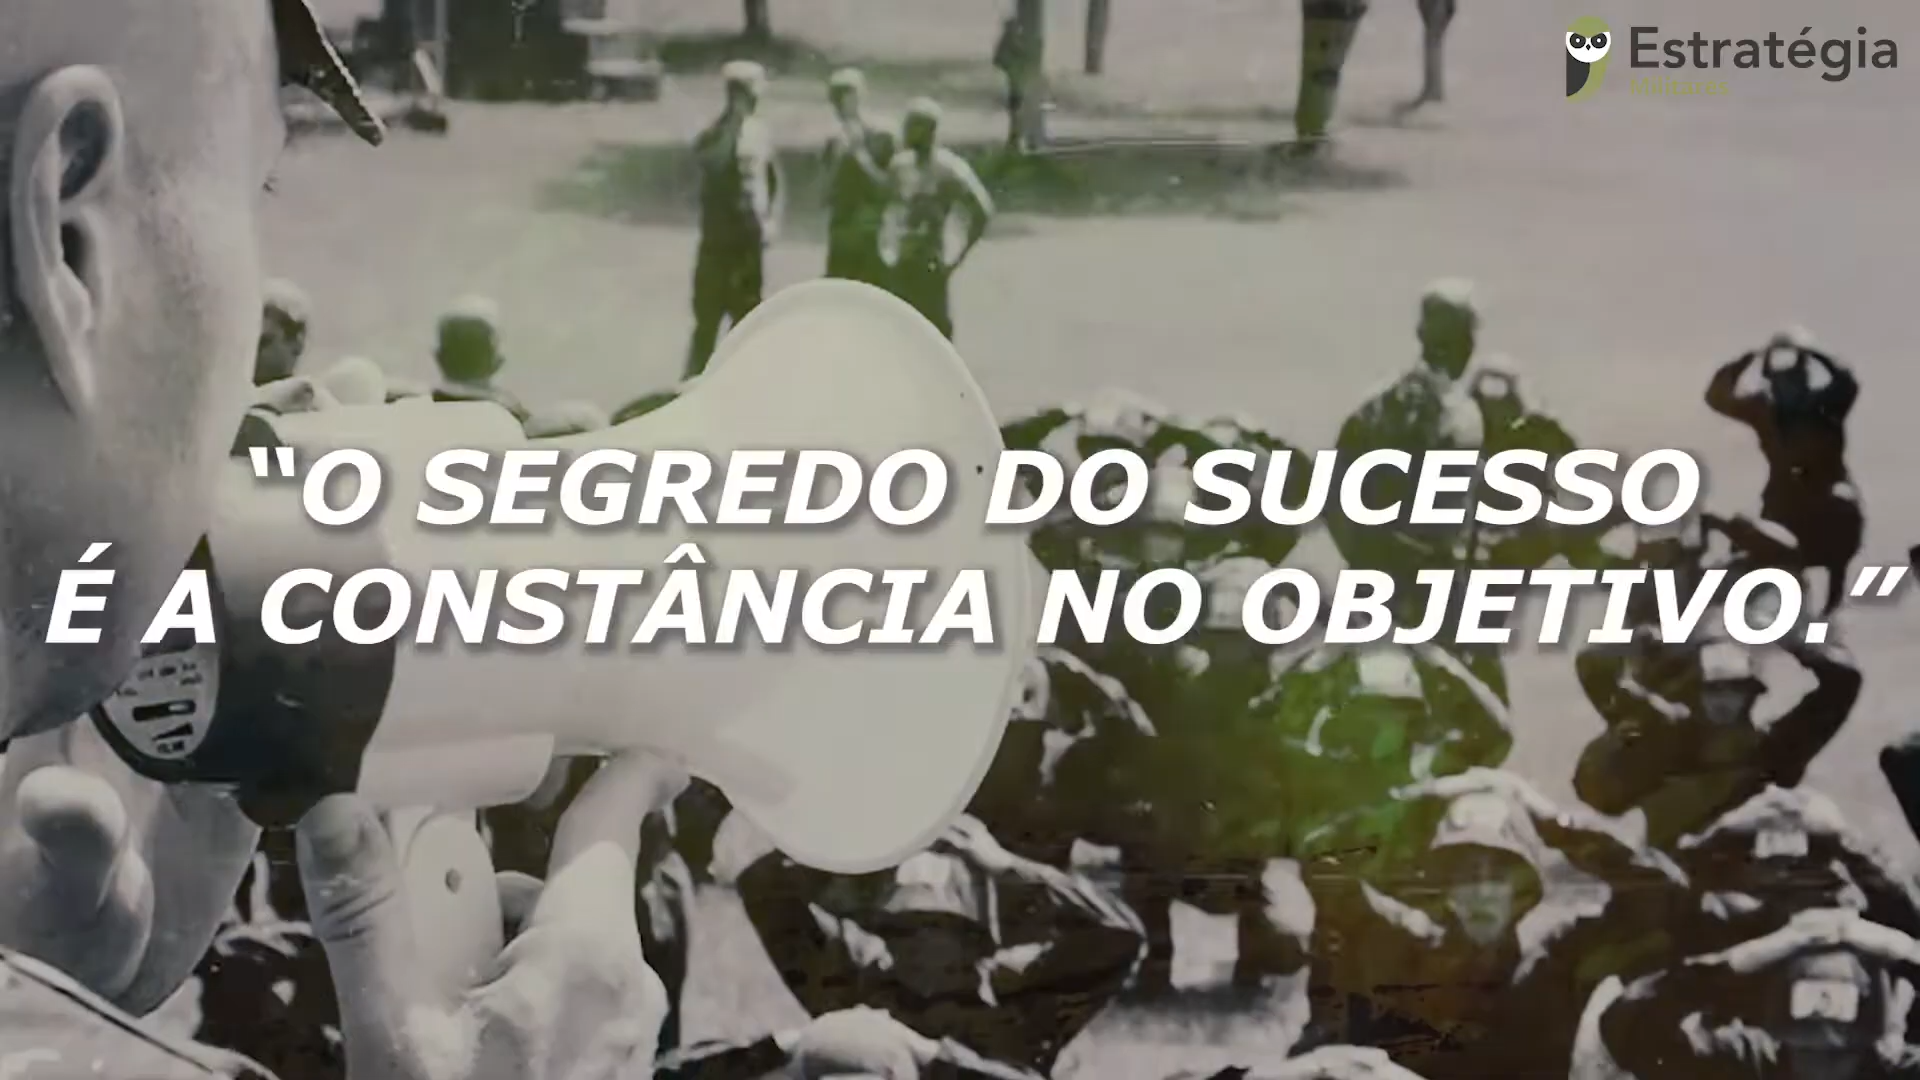 Estratégia
Militares
“O SEGREDO DO SUCESSO
É A CONSTÂNCIA NO OBJETIVO.”